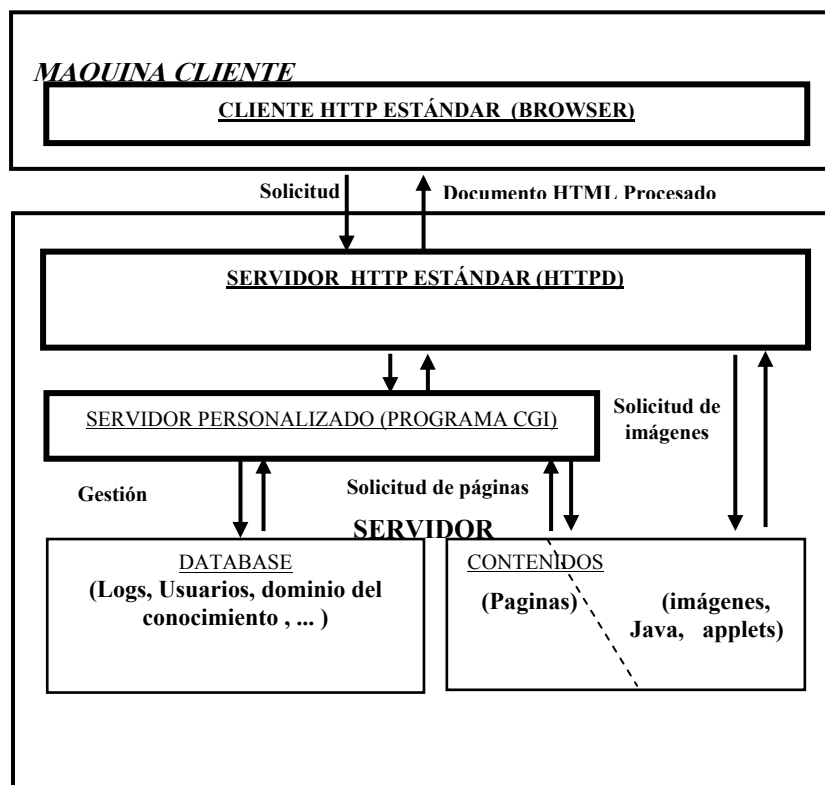 MAQUINA CLIENTE
CLIENTE HTTP ESTÁNDAR (BROWSER)
Solicitud
Documento HTML Procesado
SERVIDOR HTTP ESTÁNDAR (HTTPD)
SERVIDOR PERSONALIZADO (PROGRAMA CGI)
Solicitud de
imágenes
Gestión
Solicitud de páginas
SERVIDOR
DATABASE
(Logs, Usuarios, dominio del
conocimiento , ... )
CONTENIDOS
(Paginas)
(imágenes,
Java, applets)